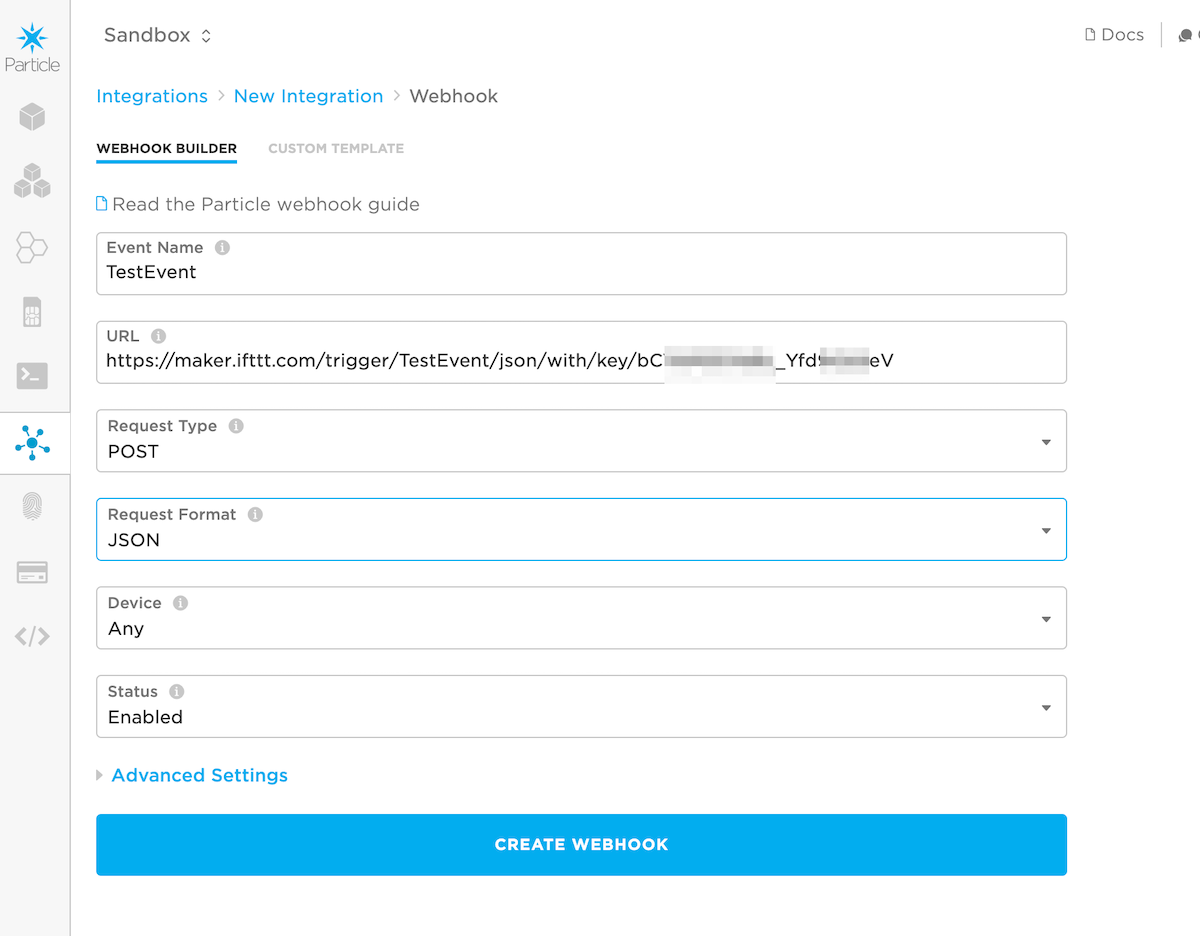 Sandbox
Docs
Particle
Integrations > New Integration > Webhook
WEBHOOK BUILDER
CUSTOM TEMPLATE
Read the Particle webhook guide
Event Name
TestEvent
URL
https://maker.ifttt.com/trigger/TestEvent/json/with/key/bC _Yfd eV
Request Type
POST
Request Format
JSON
Device
Any
Status
Enabled
Advanced Settings
CREATE WEBHOOK